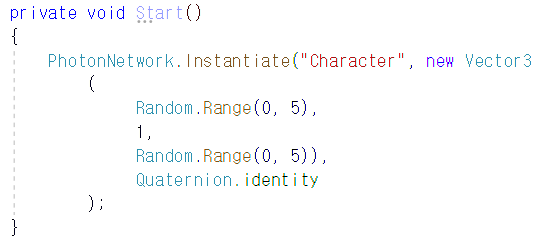 private void Start()
{
PhotonNetwork.Instantiate("Character", new Vector3
(
Random.Range(0, 5),
1,
Random.Range(0, 5)),
Quaternion.identity
);
}